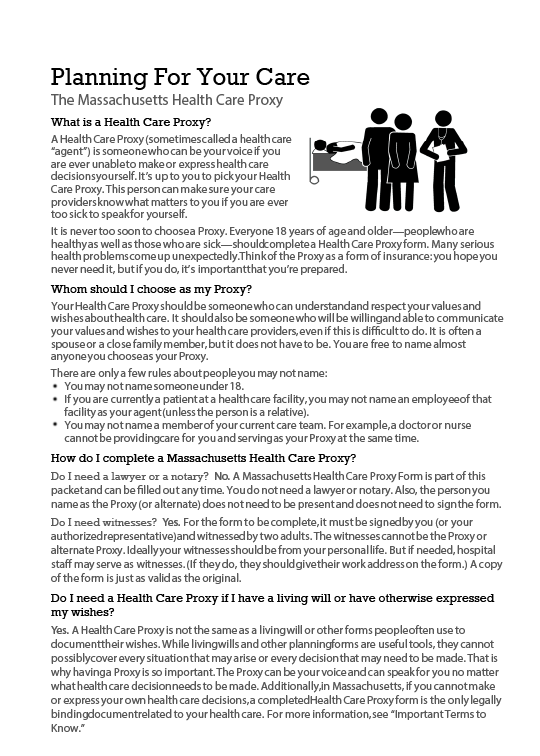 Planning For Your Care
The Massachusetts Health Care Proxy
What is a Health Care Proxy?
A Health Care Proxy (sometimes called a health care
“agent”) is someone who can be your voice if you
are ever unable to make or express health care
decisions yourself. It’s up to you to pick your Health
Care Proxy. This person can make sure your care
providers know what matters to you if you are ever
too sick to speak for yourself.
It is never too soon to choose a Proxy. Everyone 18 years of age and older—people who are
healthy as well as those who are sick—should complete a Health Care Proxy form. Many serious
health problems come up unexpectedly. Think of the Proxy as a form of insurance: you hope you
never need it, but if you do, it’s important that you’re prepared.
Whom should I choose as my Proxy?
Your Health Care Proxy should be someone who can understand and respect your values and
wishes about health care. It should also be someone who will be willing and able to communicate
your values and wishes to your health care providers, even if this is difficult to do. It is often a
spouse or a close family member, but it does not have to be. You are free to name almost
anyone you choose as your Proxy.
There are only a few rules about people you may not name:
• You may not name someone under 18.
• If you are currently a patient at a health care facility, you may not name an employee of that
facility as your agent (unless the person is a relative).
• You may not name a member of your current care team. For example, a doctor or nurse
cannot be providing care for you and serving as your Proxy at the same time.
How do I complete a Massachusetts Health Care Proxy?
Do I need a lawyer or a notary? No. A Massachusetts Health Care Proxy Form is part of this
packet and can be filled out any time. You do not need a lawyer or notary. Also, the person you
name as the Proxy (or alternate) does not need to be present and does not need to sign the form.
Do I need witnesses? Yes. For the form to be complete, it must be signed by you (or your
authorized representative) and witnessed by two adults. The witnesses cannot be the Proxy or
alternate Proxy. Ideally your witnesses should be from your personal life. But if needed, hospital
staff may serve as witnesses. (If they do, they should give their work address on the form.) A copy
of the form is just as valid as the original.
Do I need a Health Care Proxy if I have a living will or have otherwise expressed
my wishes?
Yes. A Health Care Proxy is not the same as a living will or other forms people often use to
document their wishes. While living wills and other planning forms are useful tools, they cannot
possibly cover every situation that may arise or every decision that may need to be made. That is
why having a Proxy is so important. The Proxy can be your voice and can speak for you no matter
what health care decision needs to be made. Additionally, in Massachusetts, if you cannot make
or express your own health care decisions, a completed Health Care Proxy form is the only legally
binding document related to your health care. For more information, see “Important Terms to
Know.”